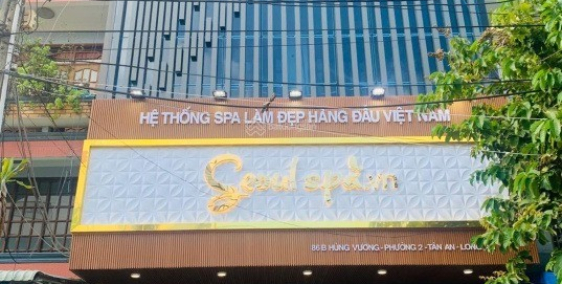 HỆ THỐNG SPA LÀM ĐẸP HÀNG ĐẦU VIỆT NAM
Seoul spa.vn
86B HÙNG VƯƠNG - PHƯỜNG 2 - TÂN AN - LONG